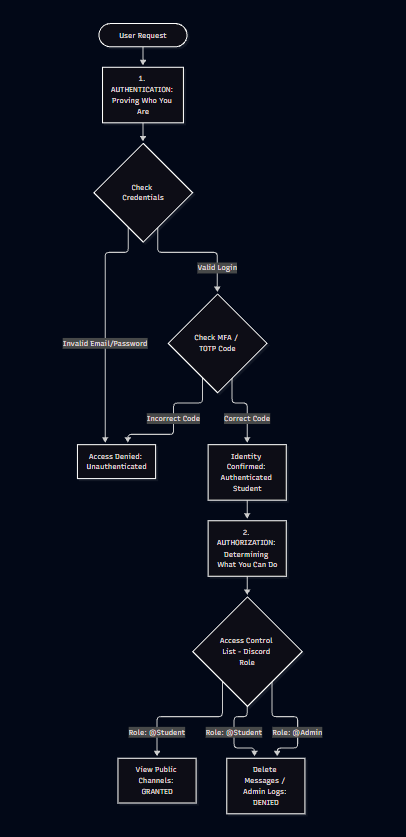 User Request
1.
AUTHENTICATION:
Proving Who You
Are
Check
Credentials
Valid Login
Invalid Email/Password
Check MFA /
TOTP Code
Incorrect Code
Correct Code
Access Denied:
Unauthenticated
Identity
Confirmed:
Authenticated
Student
2.
AUTHORIZATION:
Determining
What You Can Do
Access Control
List - Discord
Role
Role: @Student
Role: @Student
Role: @Admin
View Public
Channels:
GRANTED
Delete
Messages /
Admin Logs:
DENIED